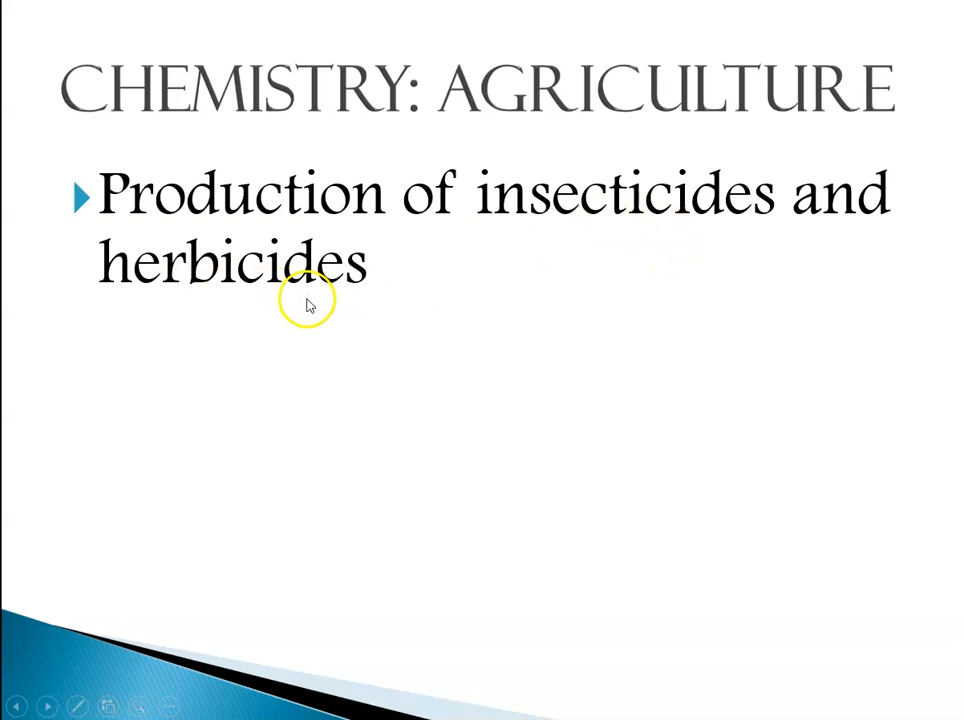 CHEMISTRY: AGRICULTURE
Production of insecticides and
herbicides